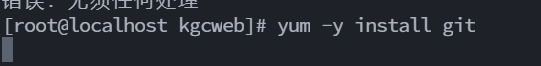 错误：无须任何处理
[root@localhost kgcweb]# yum -y install git